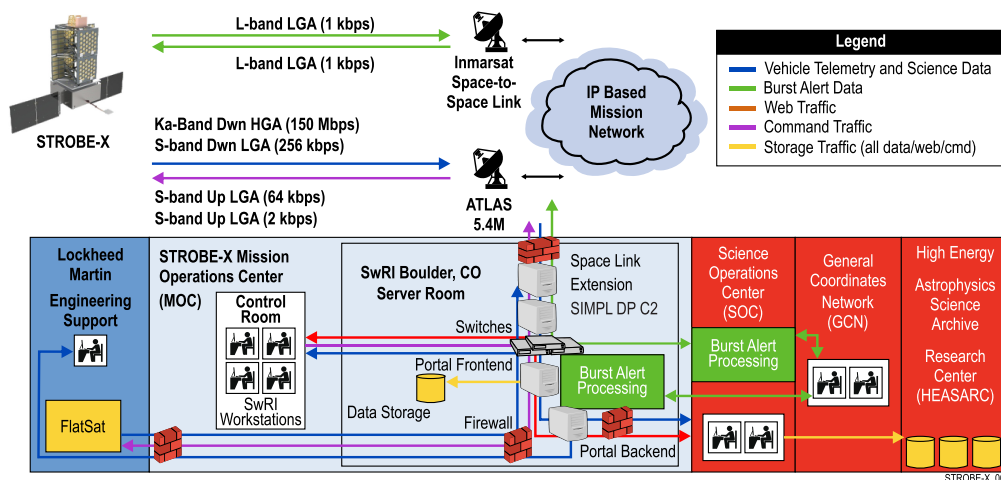 L-band LGA (1 kbps)
L-band LGA (1 kbps)
Inmarsat
Space-to-
Space Link
IP Based
Mission
Network
STROBE-X
Ka-Band Dwn HGA (150 Mbps)
S-band Dwn LGA (256 kbps)
S-band Up LGA (64 kbps)
S-band Up LGA (2 kbps)
ATLAS
5.4M
Legend
Vehicle Telemetry and Science Data
Burst Alert Data
Web Traffic
Command Traffic
Storage Traffic (all data/web/cmd)
Lockheed
Martin
Engineering
Support
FlatSat
STROBE-X Mission
Operations Center
(MOC)
Control
Room
SwRI
Workstations
SwRI Boulder, CO
Server Room
Space Link
Extension
SIMPL DP C2
Switches
Portal Frontend
Data Storage
Firewall
Burst Alert
Processing
Portal Backend
Science
Operations
Center
(SOC)
Burst Alert
Processing
General
Coordinates
Network
(GCN)
High Energy
Astrophysics
Science
Archive
Research
Center
(HEASARC)